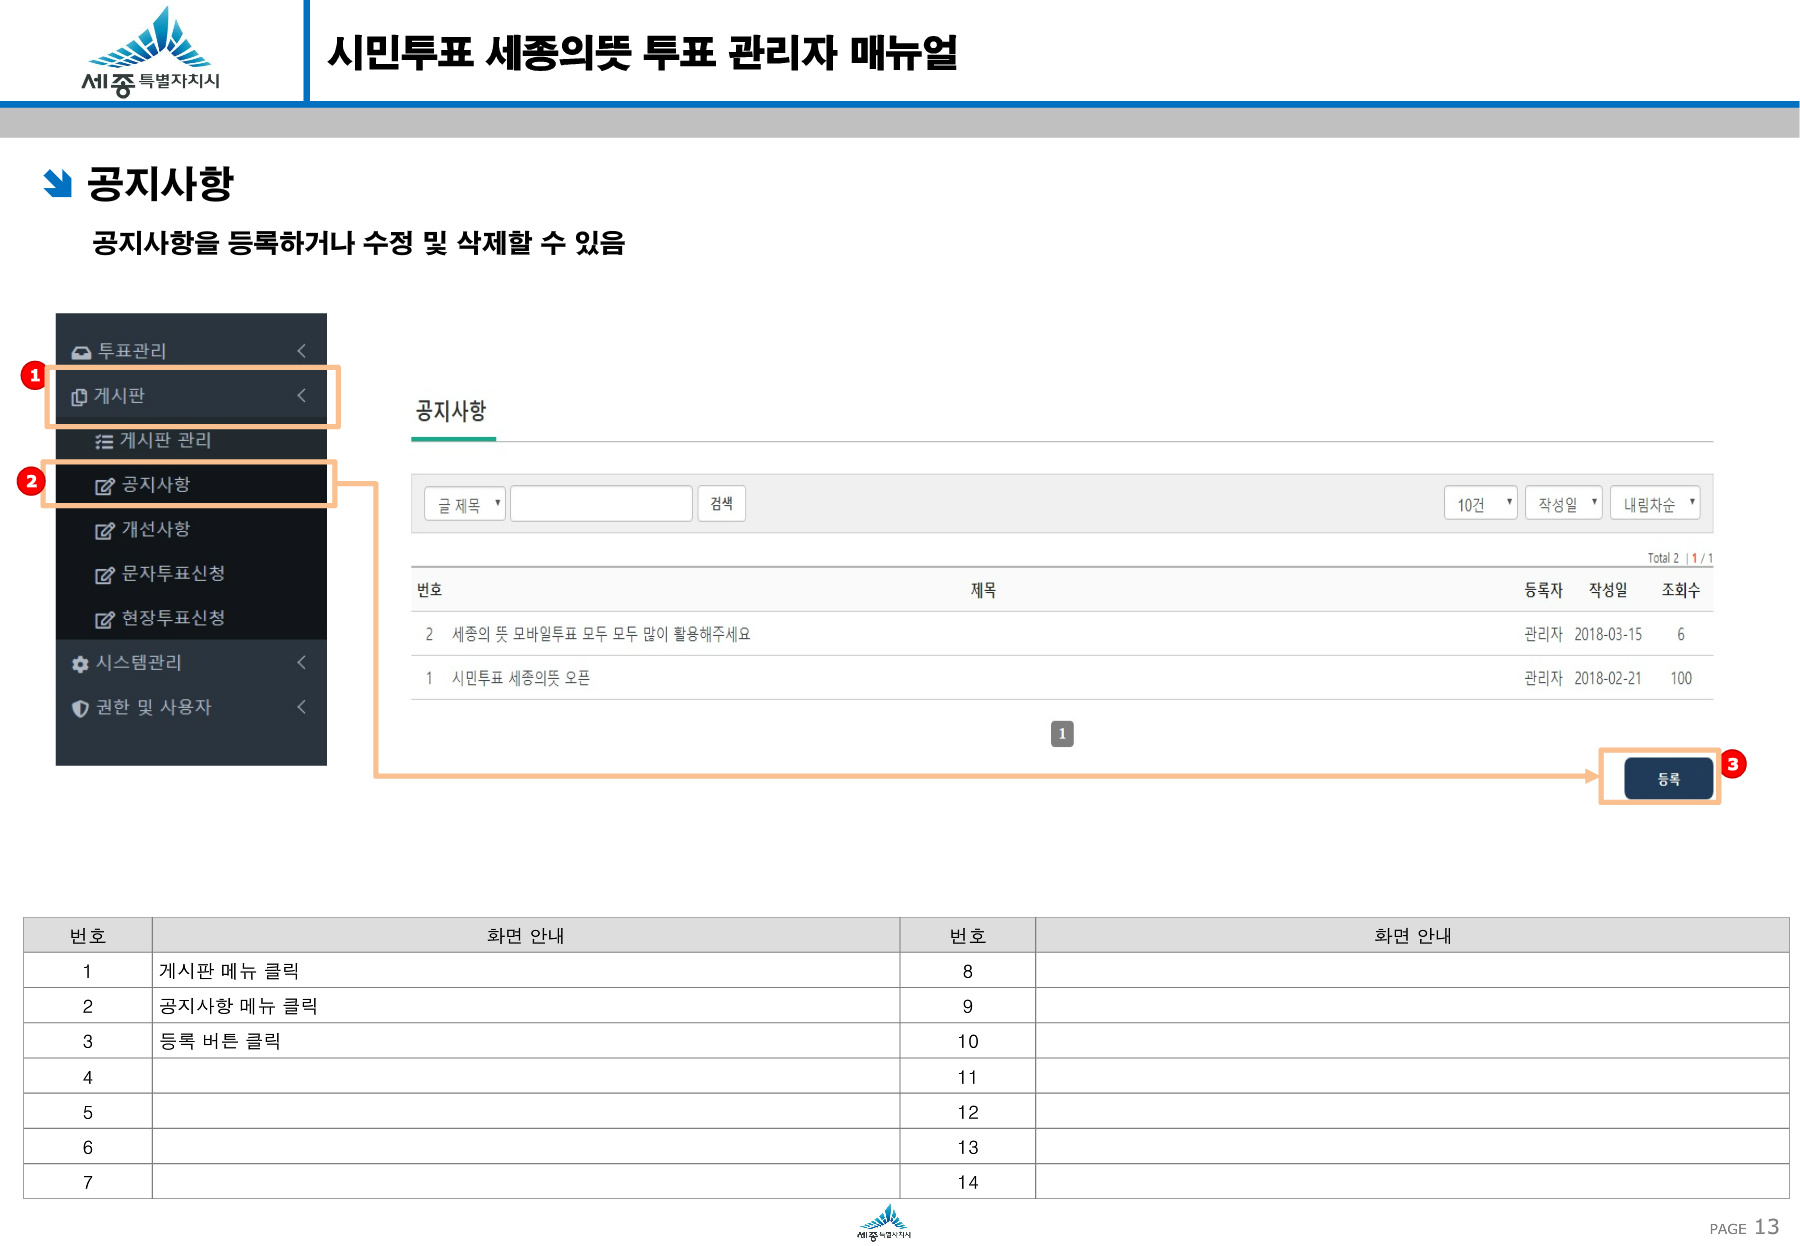 세종특별자치시
시민투표 세종의뜻 투표 관리자 매뉴얼
공지사항
공지사항을 등록하거나 수정 및 삭제할 수 있음
투표관리
1
게시판
게시판 관리
2
공지사항
개선사항
문자투표신청
현장투표신청
시스템관리
권한 및 사용자
공지사항
글 제목 검색 10건 작성일 내림차순
Total 2 | 1 / 1
번호 제목 등록자 작성일 조회수
2 세종의 뜻 모바일투표 모두 모두 많이 활용해주세요 관리자 2018-03-15 6
1 시민투표 세종의뜻 오픈 관리자 2018-02-21 100
1
등록
3
번호 화면 안내 번호 화면 안내
1 게시판 메뉴 클릭 8
2 공지사항 메뉴 클릭 9
3 등록 버튼 클릭 10
4 11
5 12
6 13
7 14
세종특별자치시
PAGE 13